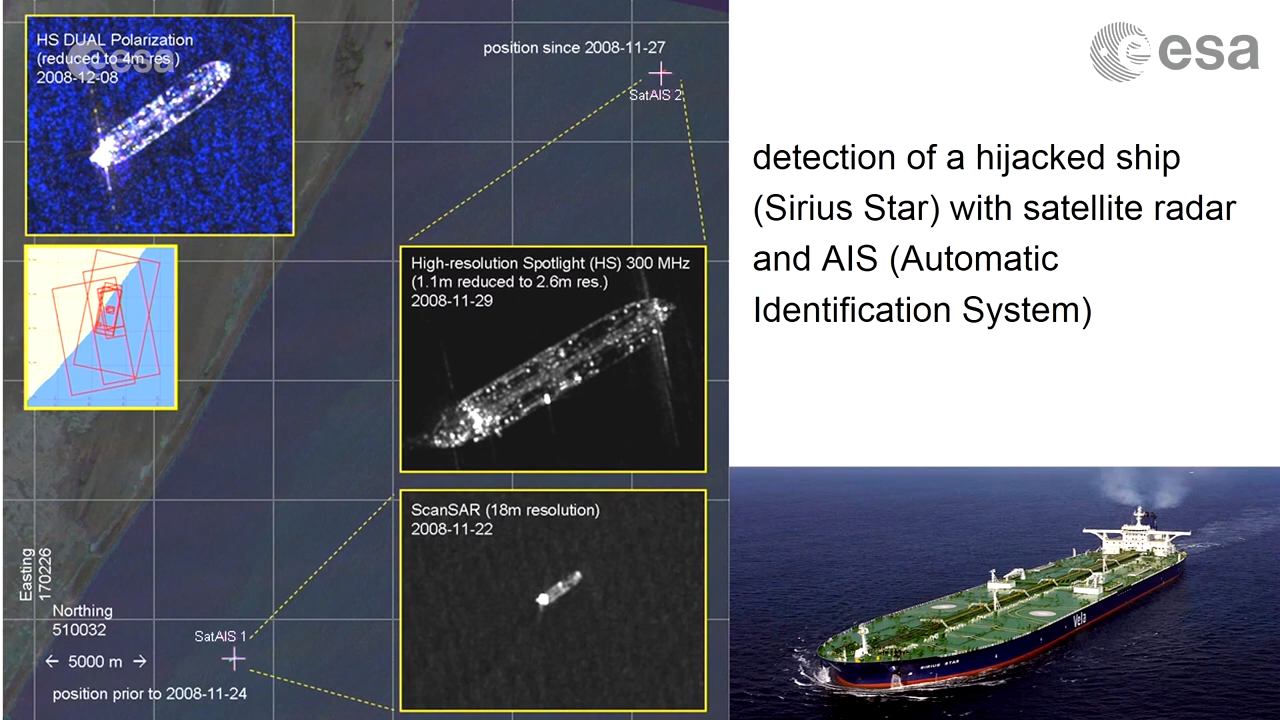 HS DUAL Polarization
(reduced to 4m res.)
2008-12-08
esa
position since 2008-11-27
SatAIS 2
High-resolution Spotlight (HS) 300 MHz
(1.1m reduced to 2.6m res.)
2008-11-29
ScanSAR (18m resolution)
2008-11-22
Easting
170226
Northing
510032
5000 m
position prior to 2008-11-24
SatAIS 1
esa
detection of a hijacked ship
(Sirius Star) with satellite radar
and AIS (Automatic
Identification System)
Vela
SIRIUS STAR